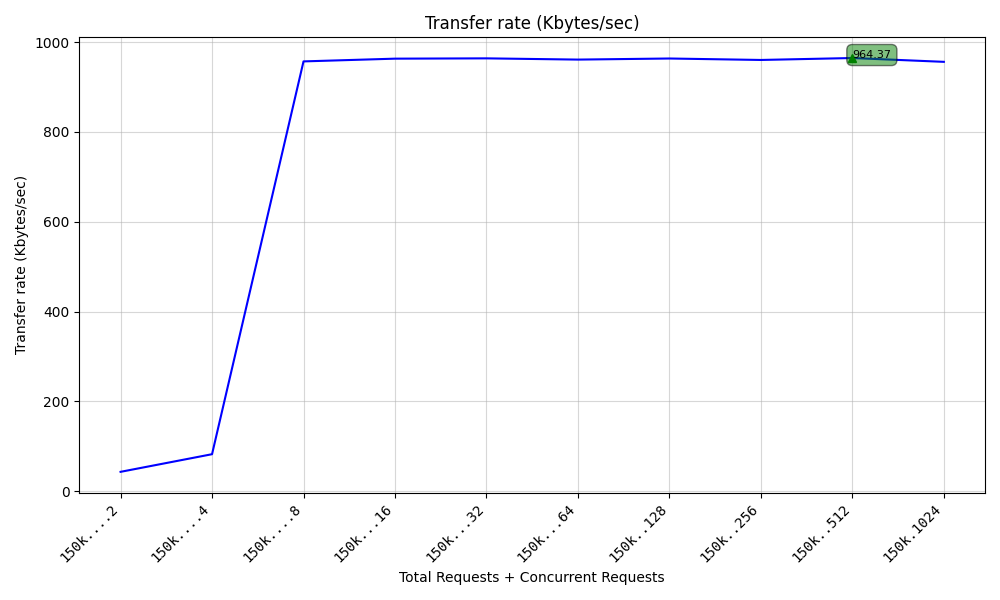 Transfer rate (Kbytes/sec)
Transfer rate (Kbytes/sec)
1000
800
600
400
200
0
964.37
150k....2
150k....4
150k....8
150k...16
150k...32
150k...64
150k..128
150k..256
150k..512
150k.1024
Total Requests + Concurrent Requests